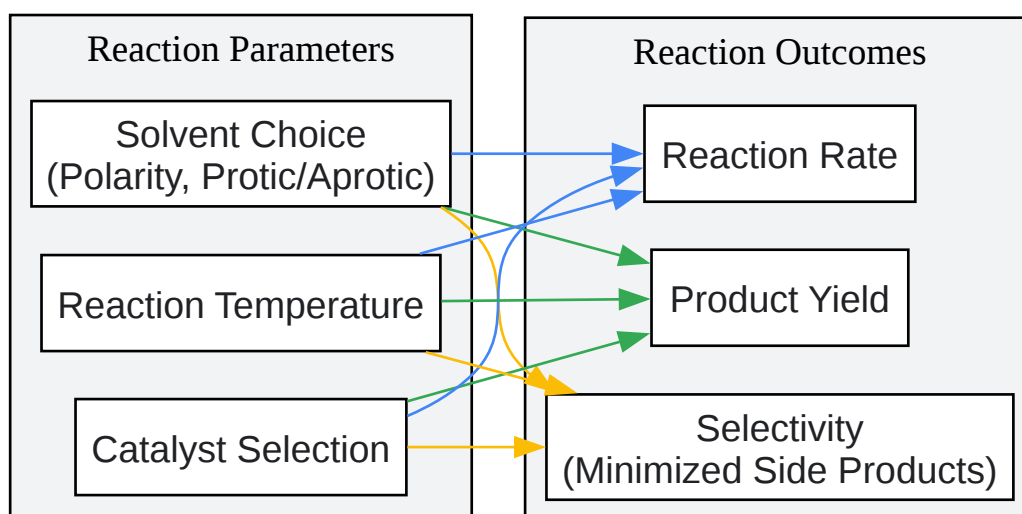 Reaction Parameters
Solvent Choice
(Polarity, Protic/Aprotic)
Reaction Temperature
Catalyst Selection
Reaction Outcomes
Reaction Rate
Product Yield
Selectivity
(Minimized Side Products)